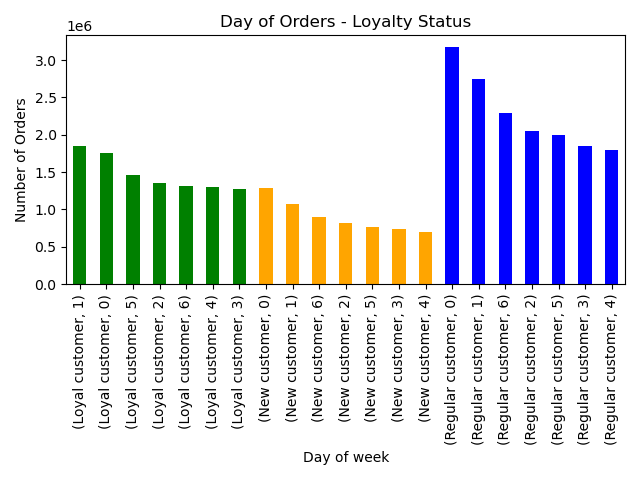 Day of Orders - Loyalty Status
1e6
3.0
2.5
2.0
1.5
1.0
0.5
0.0
Number of Orders
(Loyal customer, 1)
(Loyal customer, 0)
(Loyal customer, 5)
(Loyal customer, 2)
(Loyal customer, 6)
(Loyal customer, 4)
(Loyal customer, 3)
(New customer, 0)
(New customer, 1)
(New customer, 6)
(New customer, 2)
(New customer, 5)
(New customer, 3)
(New customer, 4)
(Regular customer, 0)
(Regular customer, 1)
(Regular customer, 6)
(Regular customer, 2)
(Regular customer, 5)
(Regular customer, 3)
(Regular customer, 4)
Day of week